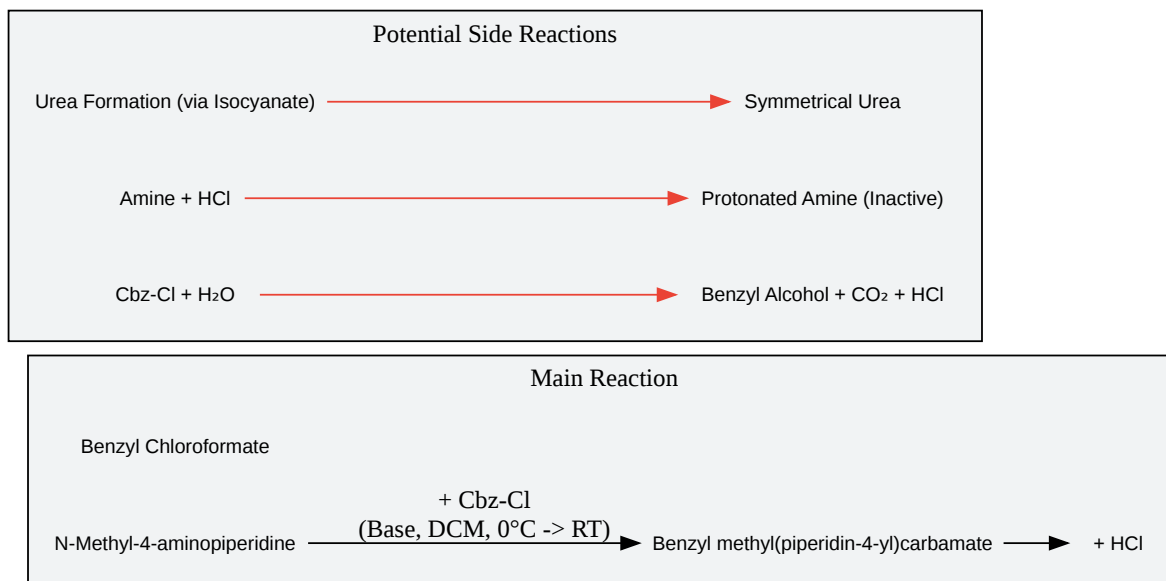 Potential Side Reactions
Urea Formation (via Isocyanate) Symmetrical Urea
Amine + HCl Protonated Amine (Inactive)
Cbz-Cl + H₂O Benzyl Alcohol + CO₂ + HCl
Main Reaction
Benzyl Chloroformate
+ Cbz-Cl
(Base, DCM, 0°C -> RT)
N-Methyl-4-aminopiperidine Benzyl methyl(piperidin-4-yl)carbamate + HCl